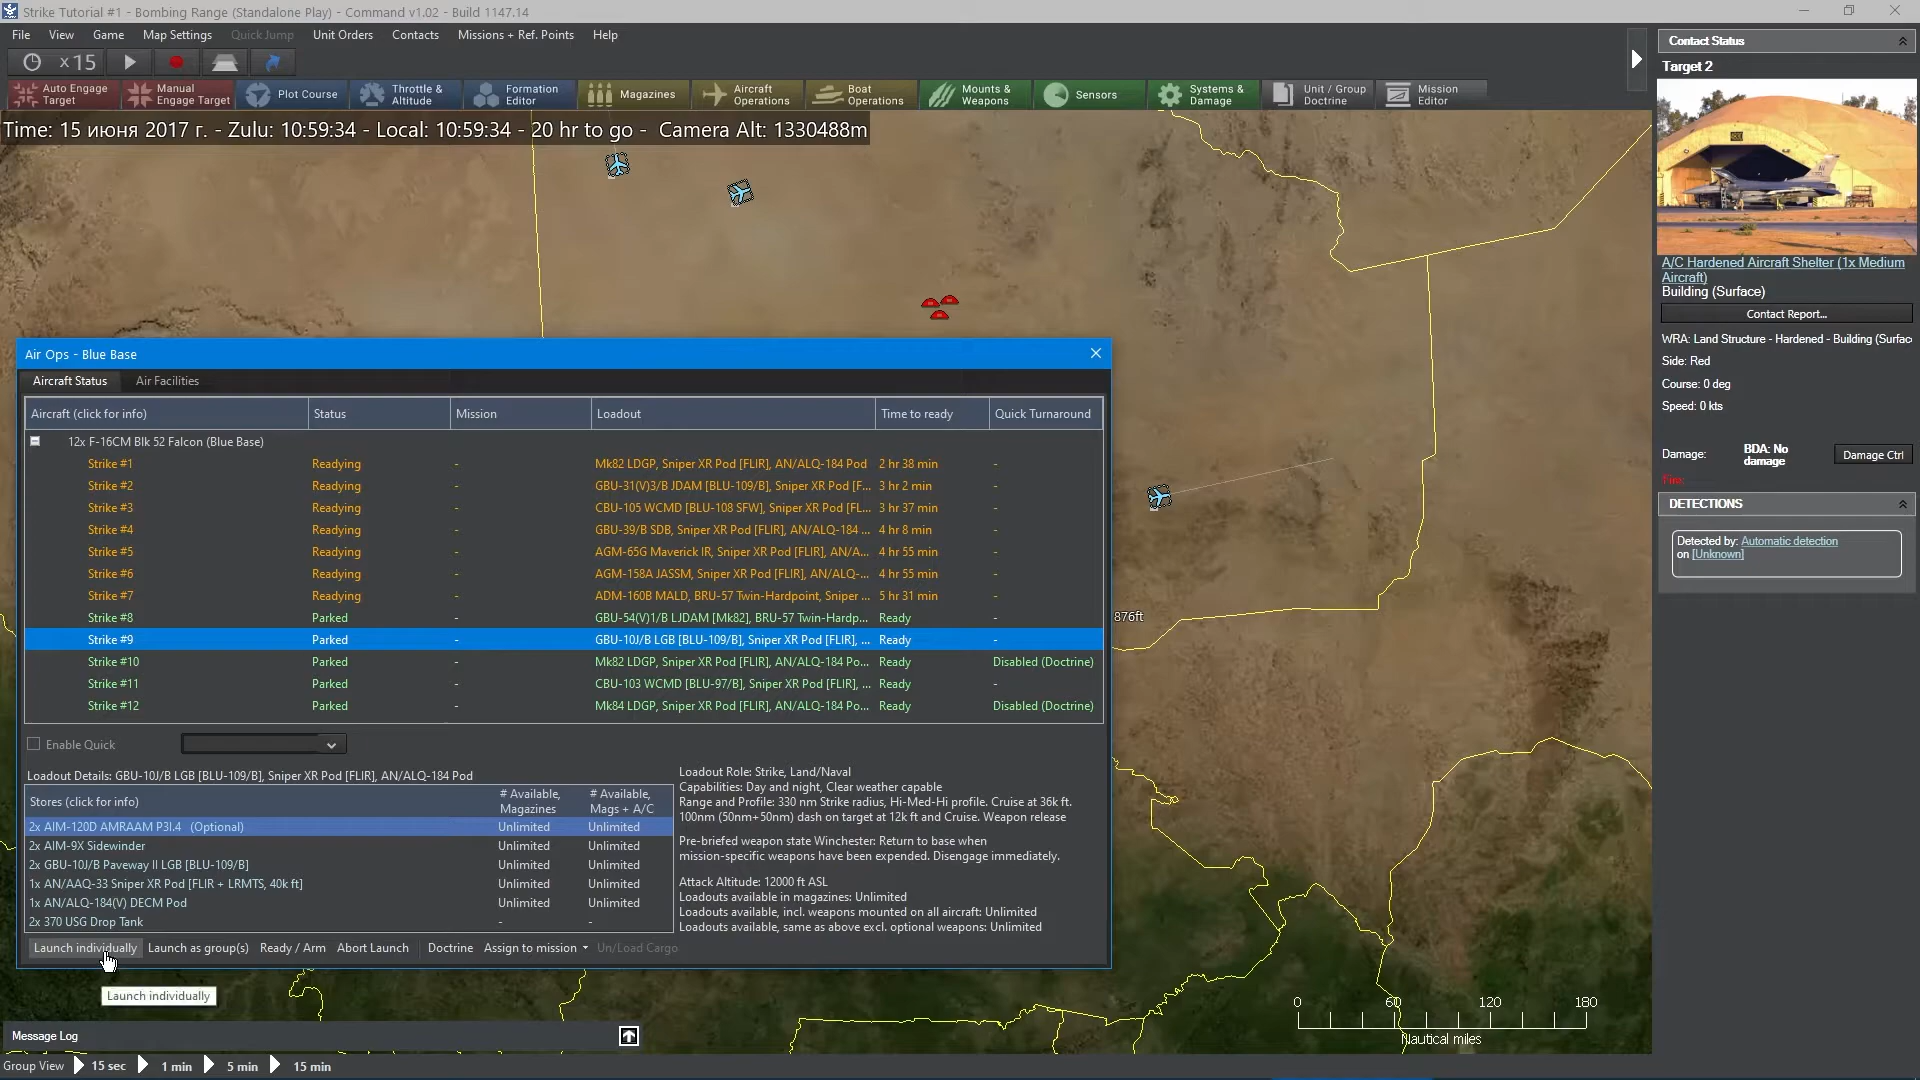 Strike Tutorial #1 - Bombing Range (Standalone Play) - Command v1.02 - Build 1147.14
File View Game Map Settings Quick Jump Unit Orders Contacts Missions + Ref. Points Help
x 15
Auto Engage Target
Manual Engage Target
Plot Course
Throttle & Altitude
Formation Editor
Magazines
Aircraft Operations
Boat Operations
Mounts & Weapons
Sensors
Systems & Damage
Unit / Group Doctrine
Mission Editor
Time: 15 июня 2017 г. - Zulu: 10:59:34 - Local: 10:59:34 - 20 hr to go - Camera Alt: 1330488m
Air Ops - Blue Base
Aircraft Status Air Facilities
Aircraft (click for info) Status Mission Loadout Time to ready Quick Turnaround
12x F-16CM Blk 52 Falcon (Blue Base)
Strike #1 Readying - Mk82 LDGP, Sniper XR Pod [FLIR], AN/ALQ-184 Pod 2 hr 38 min -
Strike #2 Readying - GBU-31(V)3/B JDAM [BLU-109/B], Sniper XR Pod [F... 3 hr 2 min -
Strike #3 Readying - CBU-105 WCMD [BLU-108 SFW], Sniper XR Pod [FL... 3 hr 37 min -
Strike #4 Readying - GBU-39/B SDB, Sniper XR Pod [FLIR], AN/ALQ-184 ... 4 hr 8 min -
Strike #5 Readying - AGM-65G Maverick IR, Sniper XR Pod [FLIR], AN/A... 4 hr 55 min -
Strike #6 Readying - AGM-158A JASSM, Sniper XR Pod [FLIR], AN/ALQ-... 4 hr 55 min -
Strike #7 Readying - ADM-160B MALD, BRU-57 Twin-Hardpoint, Sniper ... 5 hr 31 min -
Strike #8 Parked - GBU-54(V)1/B LJDAM [Mk82], BRU-57 Twin-Hardp... Ready -
Strike #9 Parked - GBU-10J/B LGB [BLU-109/B], Sniper XR Pod [FLIR], ... Ready -
Strike #10 Parked - Mk82 LDGP, Sniper XR Pod [FLIR], AN/ALQ-184 Po... Ready Disabled (Doctrine)
Strike #11 Parked - CBU-103 WCMD [BLU-97/B], Sniper XR Pod [FLIR], ... Ready -
Strike #12 Parked - Mk84 LDGP, Sniper XR Pod [FLIR], AN/ALQ-184 Po... Ready Disabled (Doctrine)
Enable Quick
Loadout Details: GBU-10J/B LGB [BLU-109/B], Sniper XR Pod [FLIR], AN/ALQ-184 Pod
Stores (click for info) # Available, Magazines # Available, Mags + A/C
2x AIM-120D AMRAAM P3I.4 (Optional) Unlimited Unlimited
2x AIM-9X Sidewinder Unlimited Unlimited
2x GBU-10J/B Paveway II LGB [BLU-109/B] Unlimited Unlimited
1x AN/AAQ-33 Sniper XR Pod [FLIR + LRMTS, 40k ft] Unlimited Unlimited
1x AN/ALQ-184(V) DECM Pod Unlimited Unlimited
2x 370 USG Drop Tank - -
Loadout Role: Strike, Land/Naval
Capabilities: Day and night, Clear weather capable
Range and Profile: 330 nm Strike radius, Hi-Med-Hi profile. Cruise at 36k ft.
100nm (50nm+50nm) dash on target at 12k ft and Cruise. Weapon release
Pre-briefed weapon state Winchester: Return to base when
mission-specific weapons have been expended. Disengage immediately.
Attack Altitude: 12000 ft ASL
Loadouts available in magazines: Unlimited
Loadouts available, incl. weapons mounted on all aircraft: Unlimited
Loadouts available, same as above excl. optional weapons: Unlimited
Launch individually Launch as group(s) Ready / Arm Abort Launch Doctrine Assign to mission Un/Load Cargo
Launch individually
876ft
0 60 120 180
Nautical miles
Message Log
Group View 15 sec 1 min 5 min 15 min
Contact Status
Target 2
A/C Hardened Aircraft Shelter (1x Medium
Aircraft)
Building (Surface)
Contact Report...
WRA: Land Structure - Hardened - Building (Surfac
Side: Red
Course: 0 deg
Speed: 0 kts
Damage: BDA: No damage Damage Ctrl
Fire:
DETECTIONS
Detected by: Automatic detection
on [Unknown]